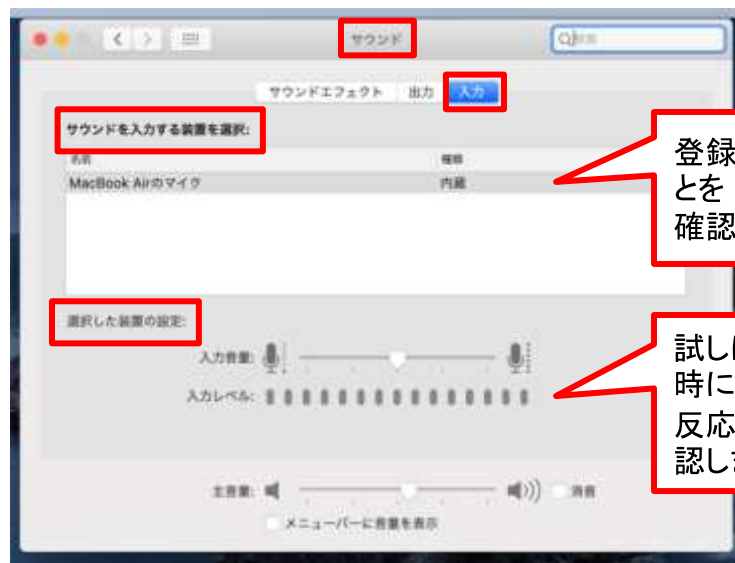 サウンド
検索
サウンドエフェクト 出力 入力
サウンドを入力する装置を選択:
名前 種類
MacBook Airのマイク 内蔵
登録
とを
確認
選択した装置の設定:
入力音量:
入力レベル:
試し
時に
反応
認し
主音量: 消音
メニューバーに音量を表示